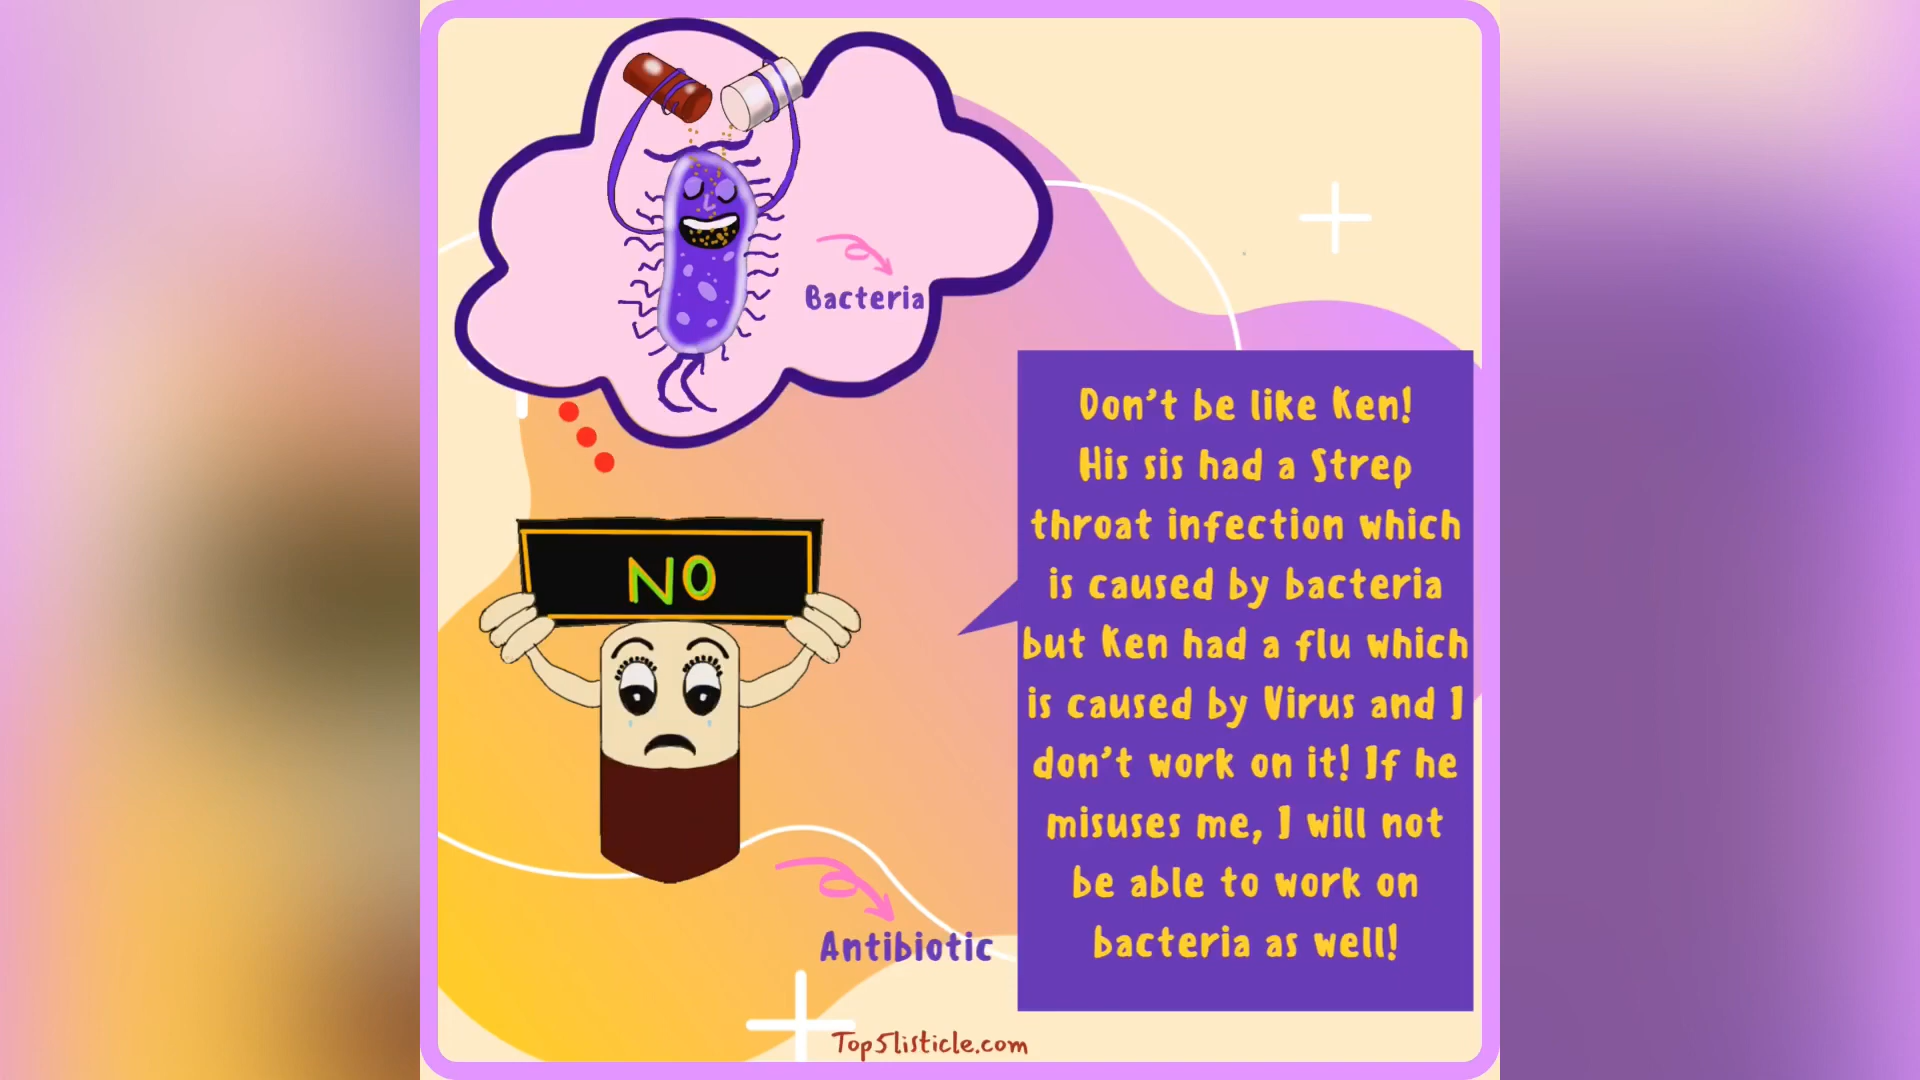 Bacteria
NO
Don't be like Ken!
His sis had a Strep
throat infection which
is caused by bacteria
but Ken had a flu which
is caused by Virus and I
don't work on it! If he
misuses me, I will not
be able to work on
bacteria as well!
Antibiotic
Top5listicle.com